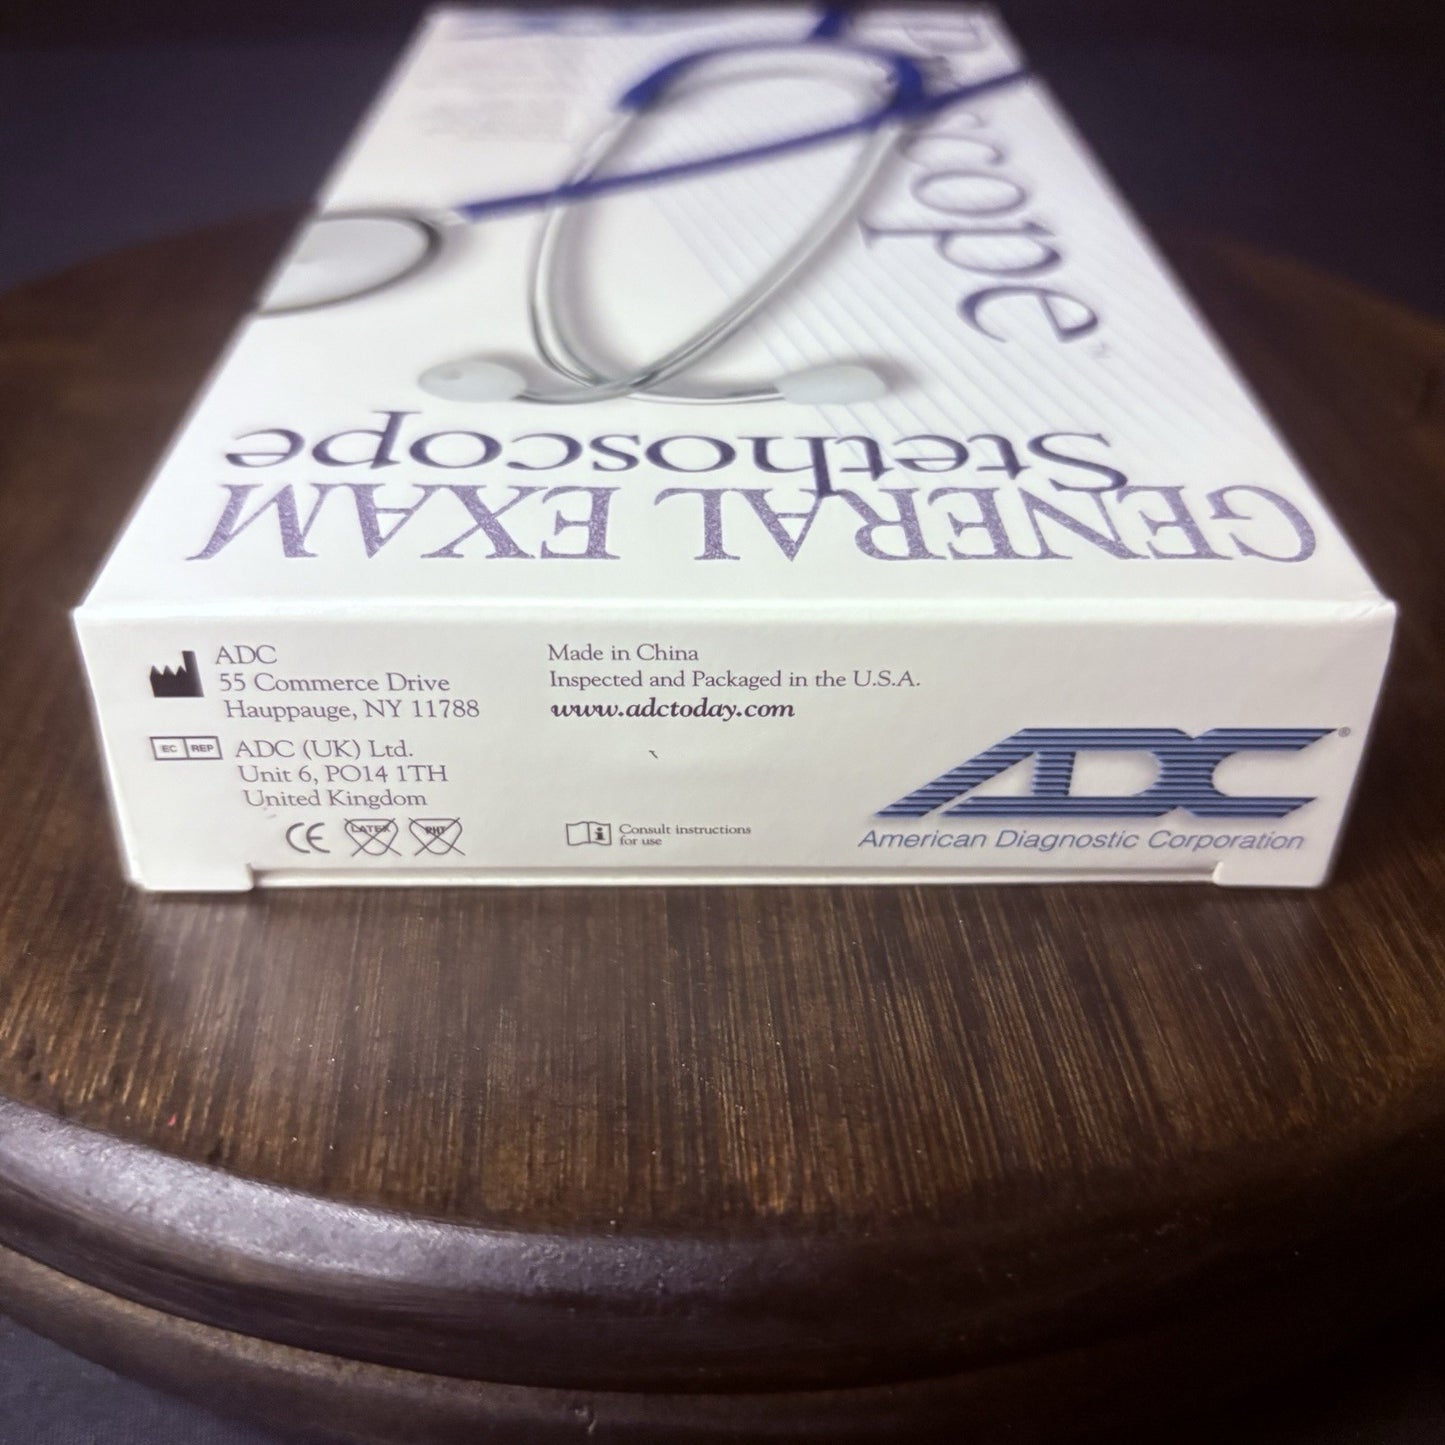 scope
GENERAL EXAM
Stethoscope
ADC
55 Commerce Drive
Hauppauge, NY 11788
EC REP
ADC (UK) Ltd.
Unit 6, PO14 1TH
United Kingdom
CE LATEX PHT
Made in China
Inspected and Packaged in the U.S.A.
www.adctoday.com
Consult instructions
for use
ADC®
American Diagnostic Corporation